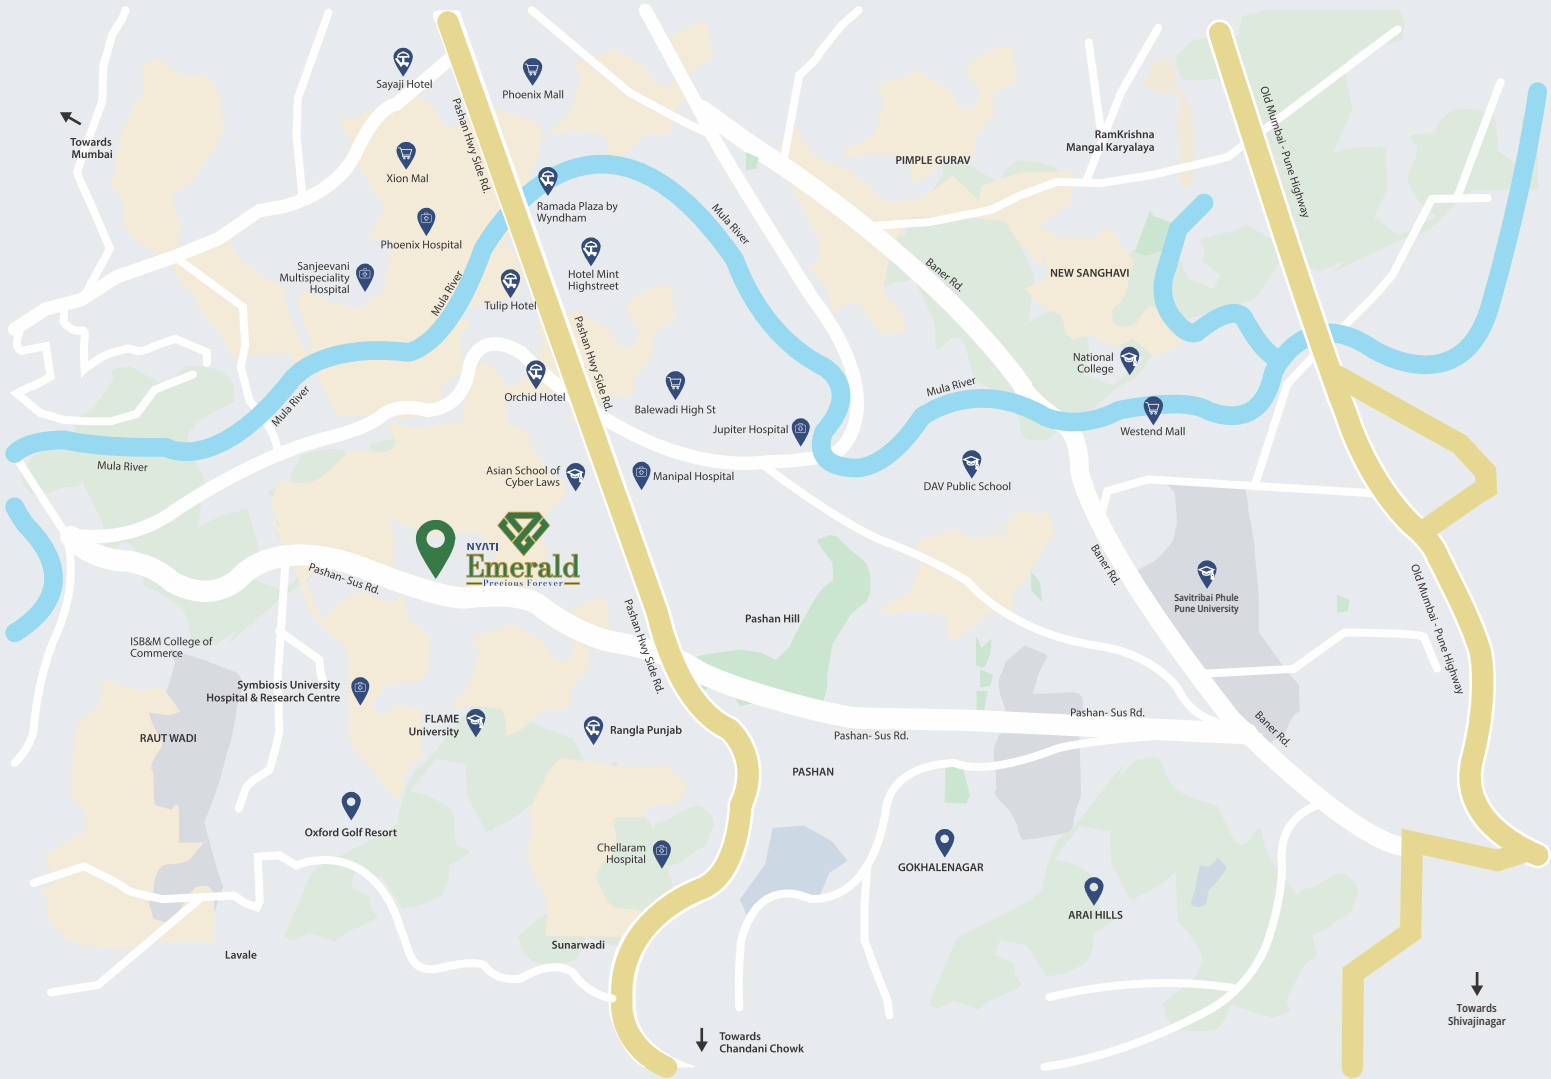 Sayaji Hotel
Phoenix Mall
Pashan Hwy Side Rd.
Old Mumbai - Pune Highway
Towards
Mumbai
RamKrishna
Mangal Karyalaya
PIMPLE GURAV
Xion Mal
Ramada Plaza by
Wyndham
Mula River
Phoenix Hospital
Sanjeevani
Multispeciality
Hospital
Mula River
Hotel Mint
Highstreet
Tulip Hotel
Baner Rd.
NEW SANGHAVI
Pashan Hwy Side Rd.
National
College
Orchid Hotel
Mula River
Balewadi High St
Mula River
Jupiter Hospital
Westend Mall
Mula River
Asian School of
Cyber Laws
Manipal Hospital
DAV Public School
NYATI
Emerald
Precious Forever
Pashan- Sus Rd.
Baner Rd.
Savitribai Phule
Pune University
Old Mumbai - Pune Highway
Pashan Hwy Side Rd.
Pashan Hill
ISB&M College of
Commerce
Symbiosis University
Hospital & Research Centre
FLAME
University
Rangla Punjab
RAUT WADI
Pashan- Sus Rd.
Pashan- Sus Rd.
Baner Rd.
PASHAN
Oxford Golf Resort
Chellaram
Hospital
GOKHALENAGAR
ARAI HILLS
Sunarwadi
Lavale
Towards
Chandani Chowk
Towards
Shivajinagar